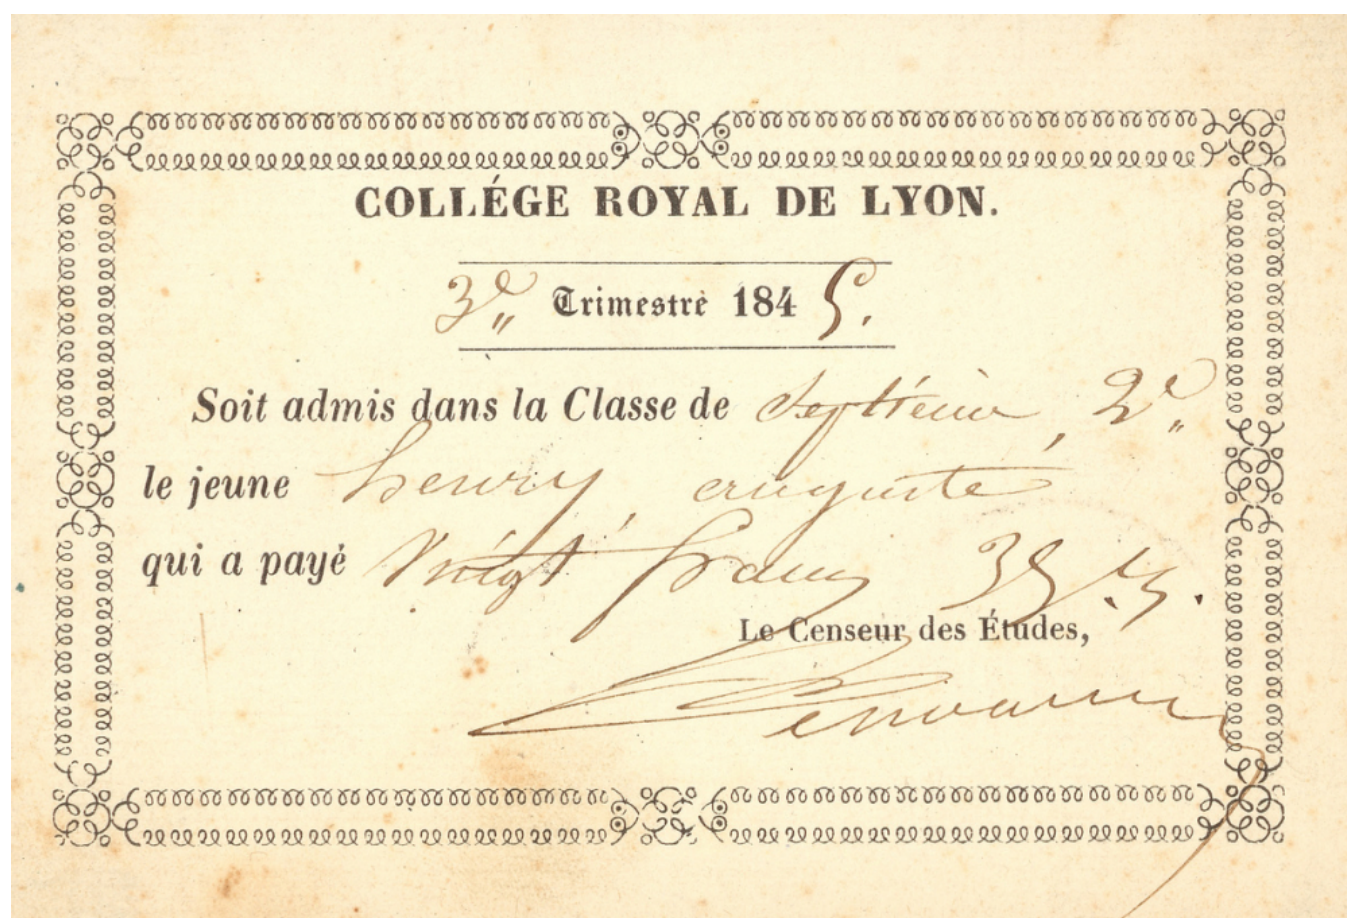 COLLÉGE ROYAL DE LYON.
3e Trimestre 1845.
Soit admis dans la Classe de Septième, 2e
le jeune henry auguste
qui a payé Vingt francs 35 c.
Le Censeur des Études,